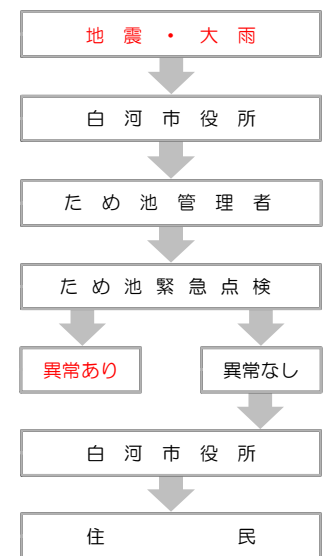 地震・大雨
白河市役所
ため池管理者
ため池緊急点検
異常あり 異常なし
白河市役所
住民